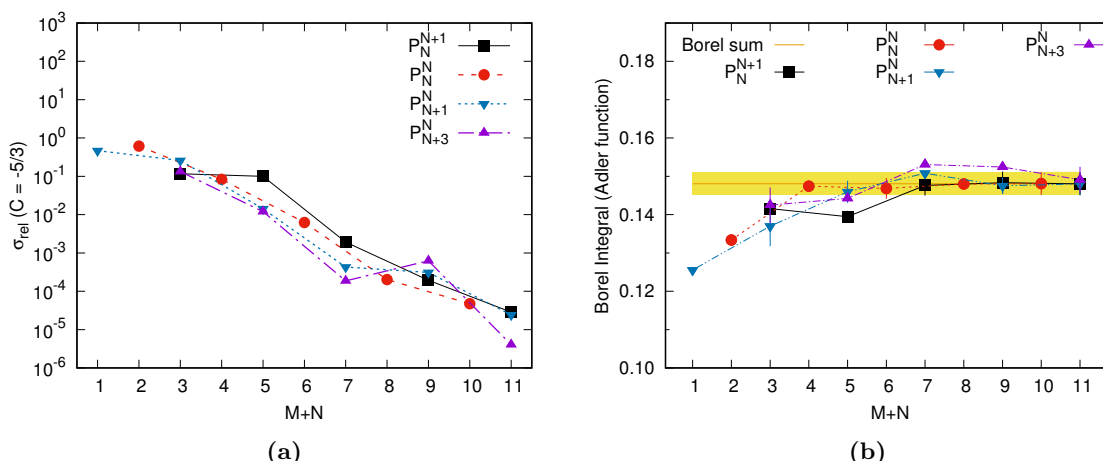 10^3
10^2
10^1
10^0
10^-1
10^-2
10^-3
10^-4
10^-5
10^-6
σ_rel (C = -5/3)
P_N^{N+1}
P_N^N
P_{N+1}^N
P_{N+3}^N
1 2 3 4 5 6 7 8 9 10 11
M+N
(a)
0.18
0.16
0.14
0.12
0.10
Borel Integral (Adler function)
Borel sum
P_N^{N+1}
P_N^N
P_{N+1}^N
P_{N+3}^N
1 2 3 4 5 6 7 8 9 10 11
M+N
(b)